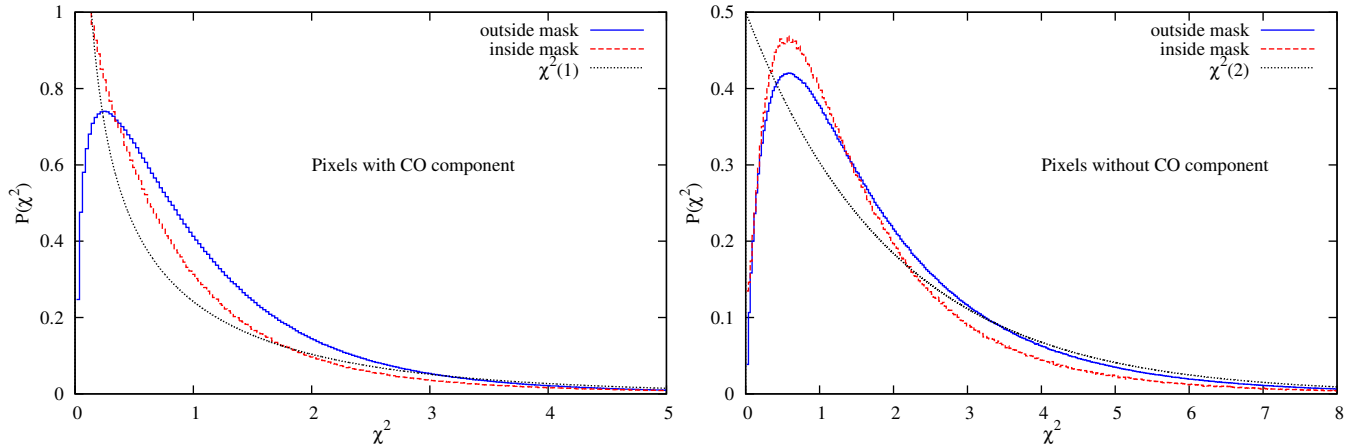 outside mask
inside mask
χ²(1)
Pixels with CO component
P(χ²)
0
0.2
0.4
0.6
0.8
1
0 1 2 3 4 5
χ²
outside mask
inside mask
χ²(2)
Pixels without CO component
P(χ²)
0
0.1
0.2
0.3
0.4
0.5
0 1 2 3 4 5 6 7 8
χ²